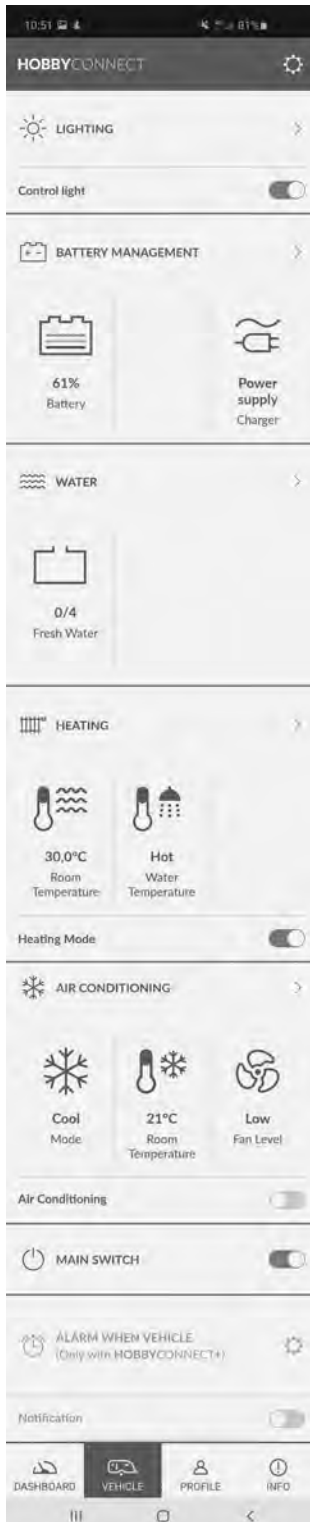 10:51
81%
HOBBYCONNECT
LIGHTING
Control light
BATTERY MANAGEMENT
61%
Battery
Power
supply
Charger
WATER
0/4
Fresh Water
HEATING
30,0°C
Room
Temperature
Hot
Water
Temperature
Heating Mode
AIR CONDITIONING
Cool
Mode
21°C
Room
Temperature
Low
Fan Level
Air Conditioning
MAIN SWITCH
ALARM WHEN VEHICLE
(Only with HOBBYCONNECT+)
Notification
DASHBOARD
VEHICLE
PROFILE
INFO